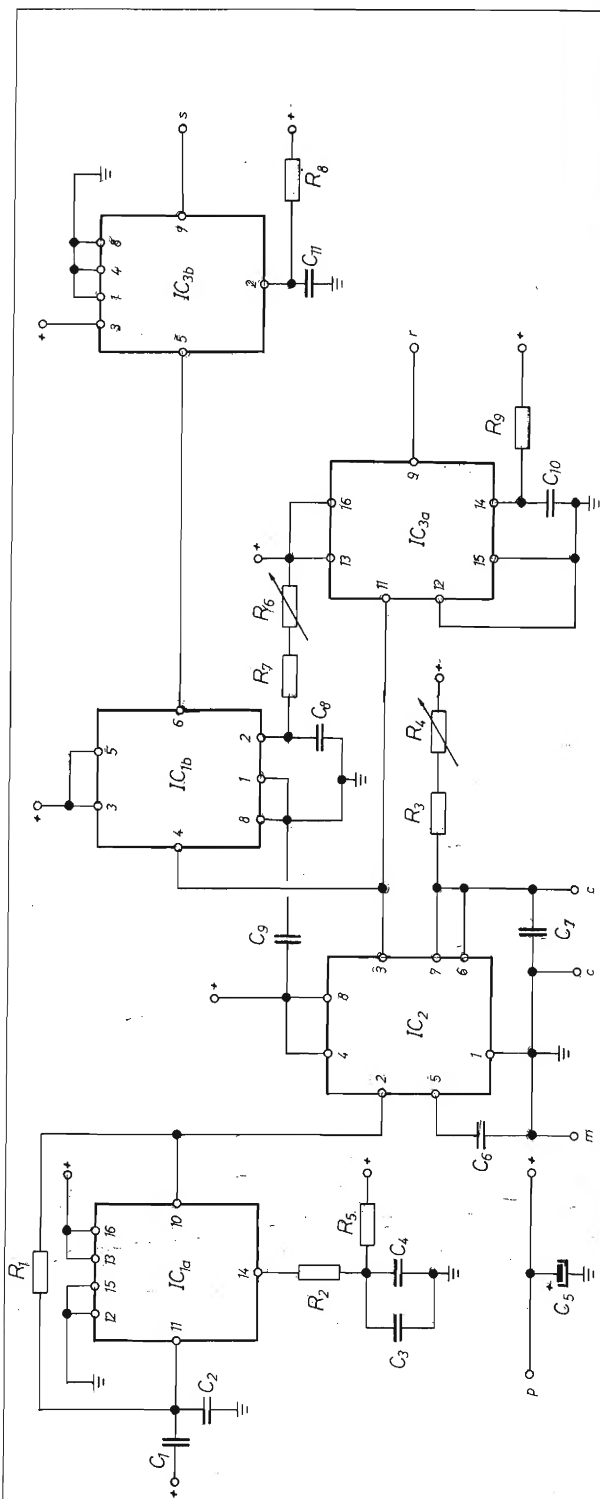 R1
+
12 15 13 16
IC1a
11
10
14
C1
+
C2
R2
R5
+
C3
C4
p
+
+
C5
+
4 8
2
5
IC2
3
7
6
1
C9
C6
m
c
C7
c
R3
R4
+
+
3 5
4
IC1b
6
8 1 2
C8
R7
R6
+
13 16
11
12
IC3a
9
r
15 14
C10
R9
+
+
3 1 4 8
5
IC3b
9
s
2
C11
R8
+